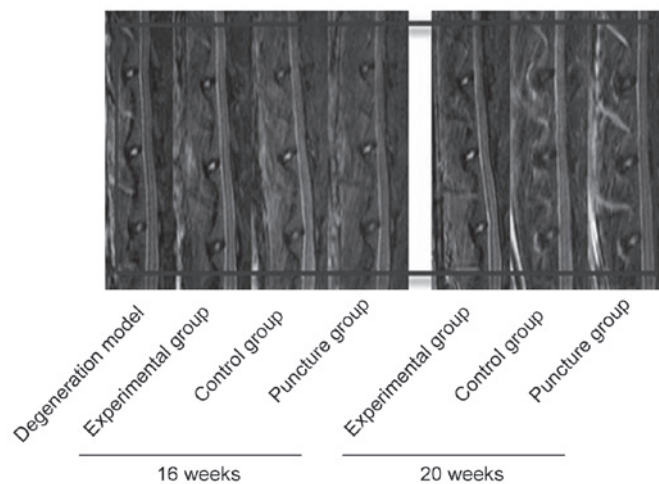 Degeneration model
Experimental group
Control group
Puncture group
Experimental group
Control group
Puncture group
16 weeks
20 weeks